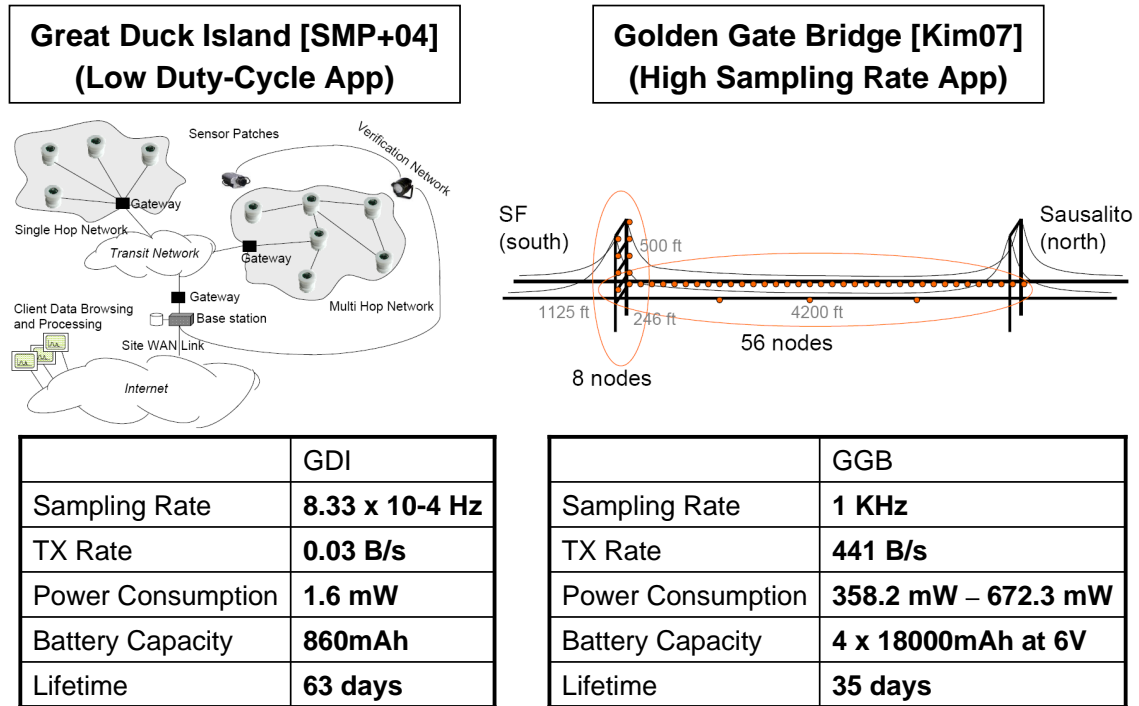 Great Duck Island [SMP+04]
(Low Duty-Cycle App)
Golden Gate Bridge [Kim07]
(High Sampling Rate App)
Sensor Patches
Verification Network
Gateway
Single Hop Network
Transit Network
Gateway
Gateway
Multi Hop Network
Client Data Browsing
and Processing
Base station
Site WAN Link
Internet
SF
(south)
Sausalito
(north)
500 ft
1125 ft
246 ft
4200 ft
56 nodes
8 nodes
GDI
Sampling Rate 8.33 x 10-4 Hz
TX Rate 0.03 B/s
Power Consumption 1.6 mW
Battery Capacity 860mAh
Lifetime 63 days
GGB
Sampling Rate 1 KHz
TX Rate 441 B/s
Power Consumption 358.2 mW – 672.3 mW
Battery Capacity 4 x 18000mAh at 6V
Lifetime 35 days